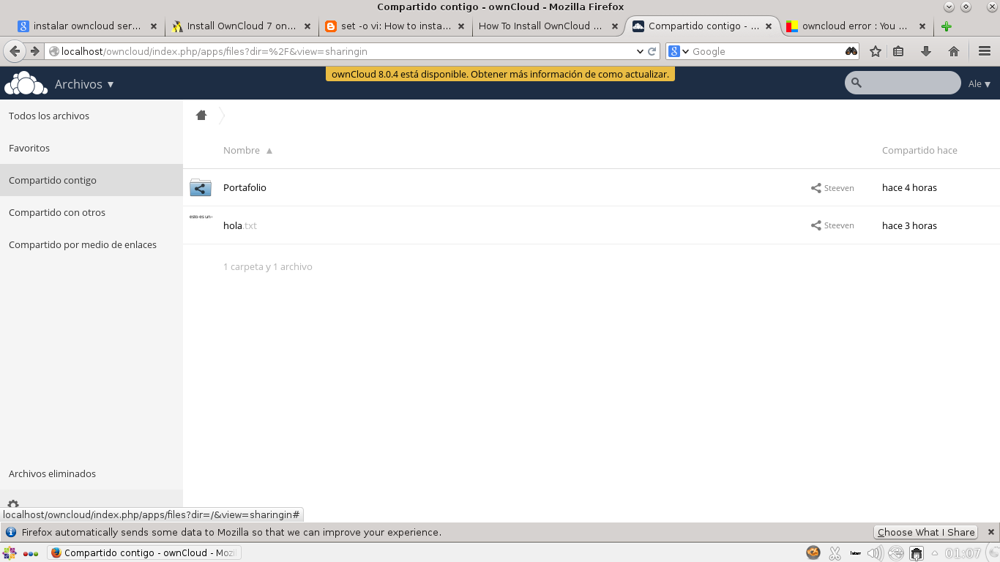 Compartido contigo - ownCloud - Mozilla Firefox
instalar owncloud ser...
Install OwnCloud 7 on...
set -o vi: How to insta...
How To Install OwnCloud ...
Compartido contigo - ...
owncloud error : You ...
localhost/owncloud/index.php/apps/files?dir=%2F&view=sharingin
Google
ownCloud 8.0.4 está disponible. Obtener más información de como actualizar.
Archivos ▼
Ale ▼
Todos los archivos
Favoritos
Compartido contigo
Compartido con otros
Compartido por medio de enlaces
Archivos eliminados
Nombre ▲
Compartido hace
Portafolio
Steeven
hace 4 horas
esto es un
hola.txt
Steeven
hace 3 horas
1 carpeta y 1 archivo
localhost/owncloud/index.php/apps/files?dir=/&view=sharingin#
Firefox automatically sends some data to Mozilla so that we can improve your experience.
Choose What I Share
Compartido contigo - ownCloud - Mozil
01:07